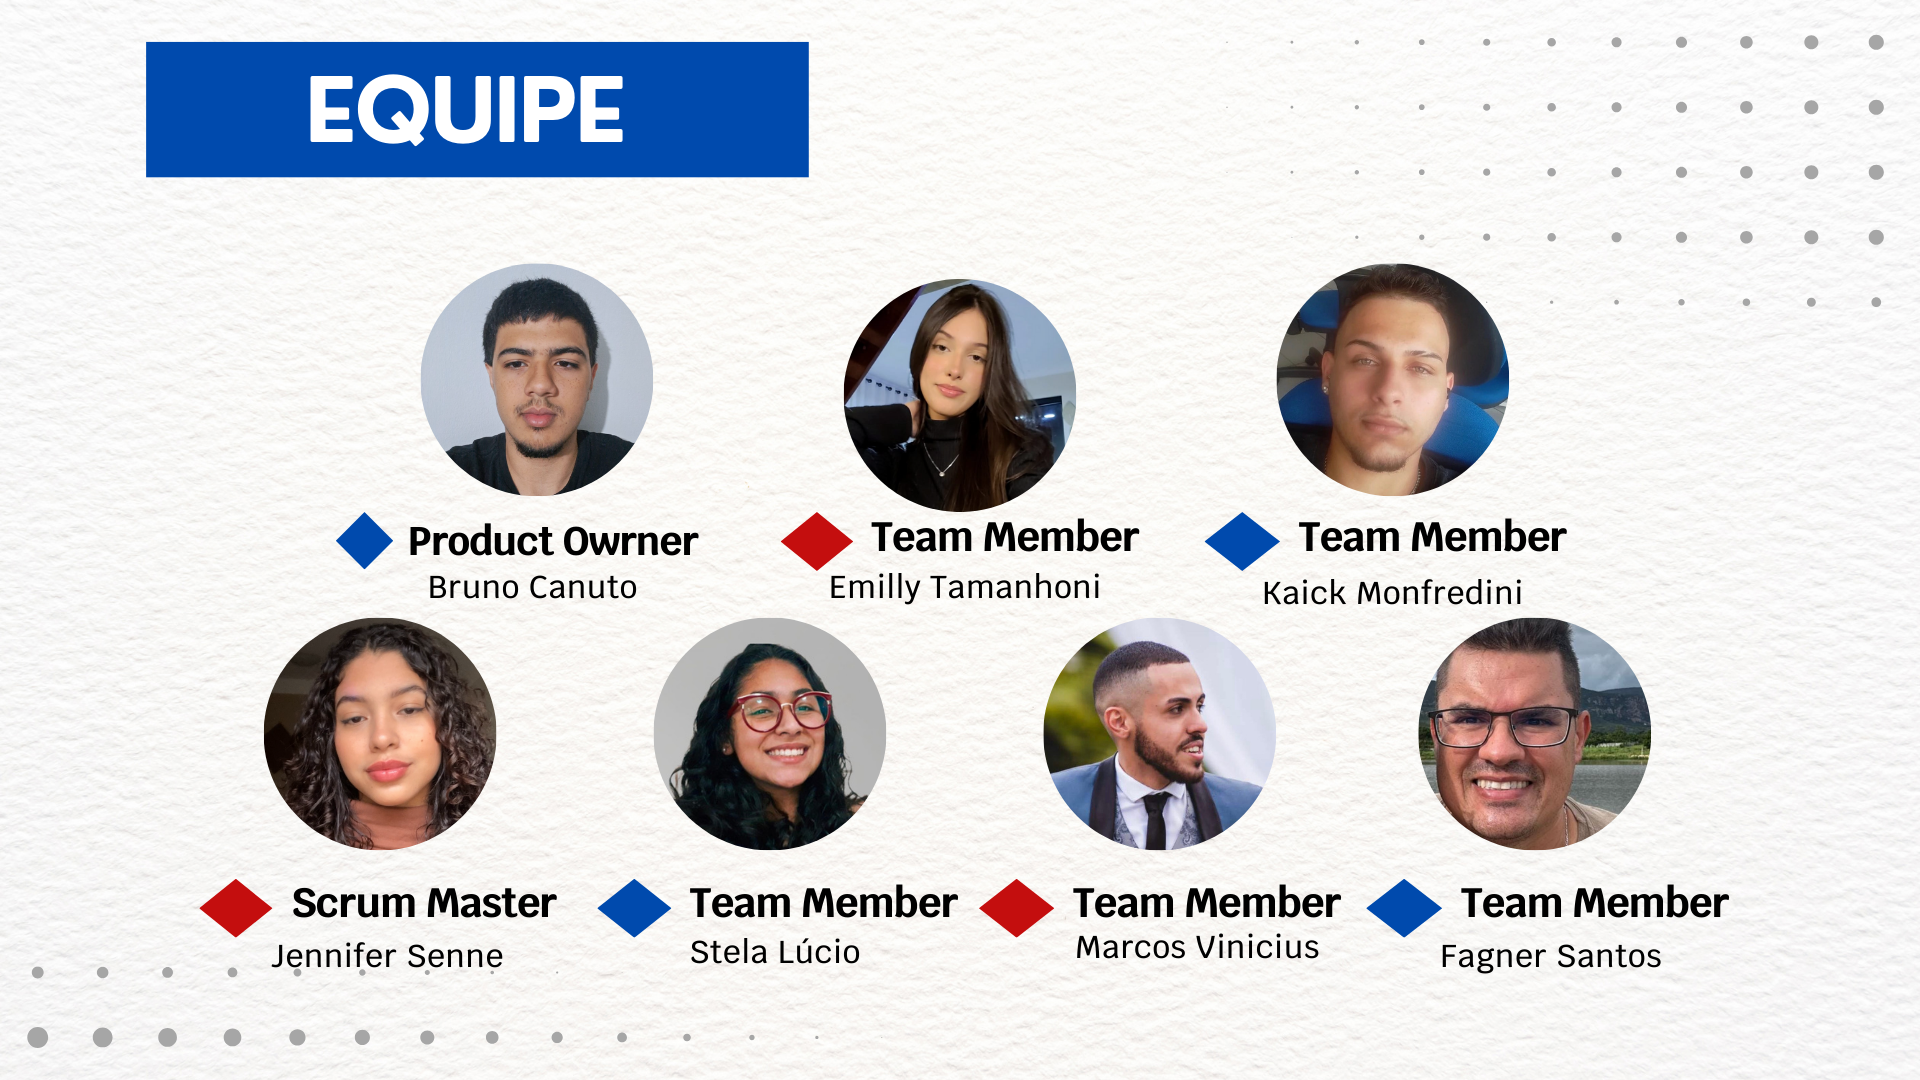 EQUIPE
Product Owrner
Bruno Canuto
Team Member
Emilly Tamanhoni
Team Member
Kaick Monfredini
Scrum Master
Jennifer Senne
Team Member
Stela Lúcio
Team Member
Marcos Vinicius
Team Member
Fagner Santos